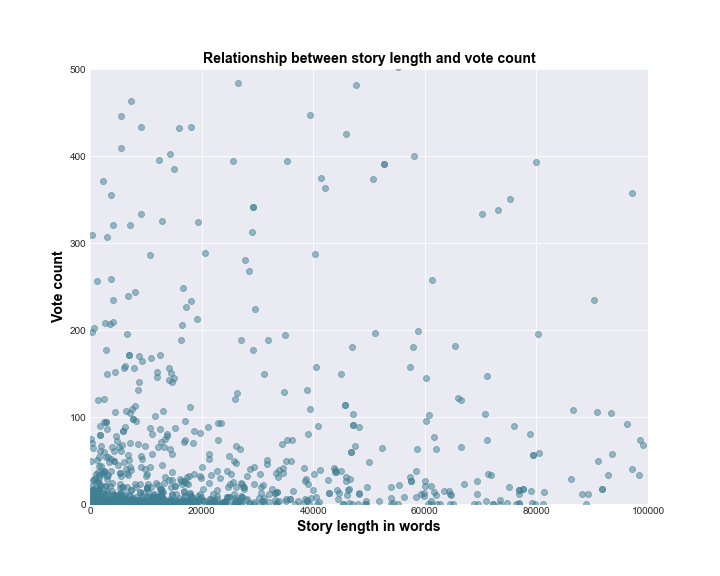 Relationship between story length and vote count
500
400
300
200
100
0
Vote count
0 20000 40000 60000 80000 100000
Story length in words